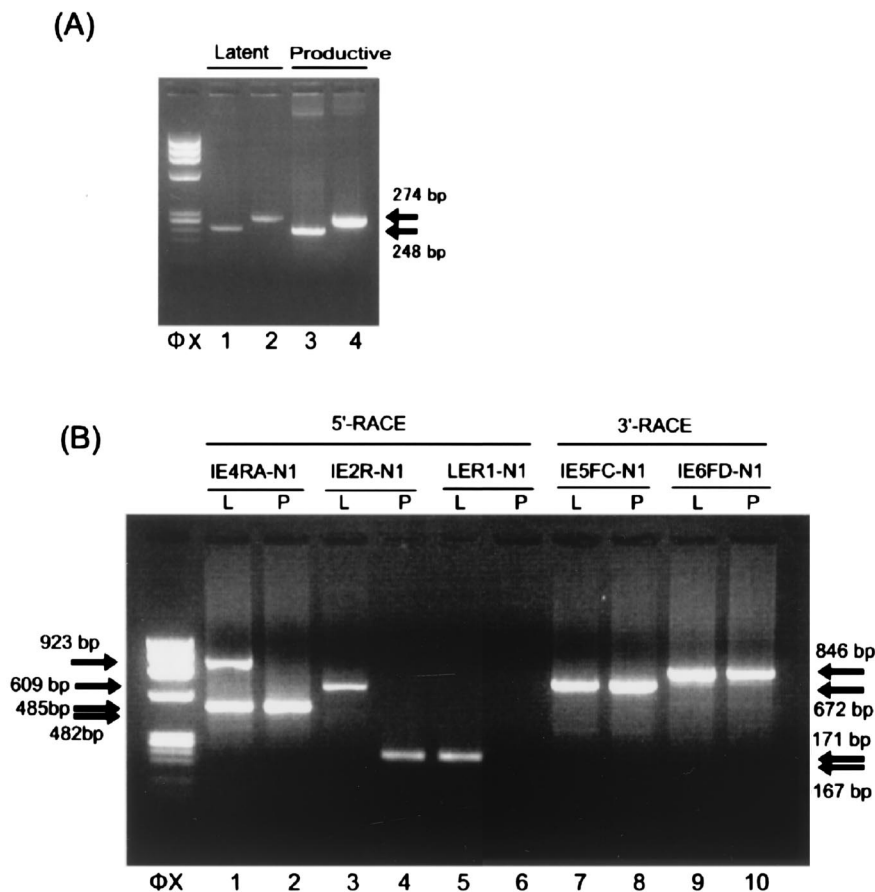 (A)
Latent Productive
274 bp
248 bp
ΦX 1 2 3 4
(B)
5'-RACE 3'-RACE
IE4RA-N1 IE2R-N1 LER1-N1 IE5FC-N1 IE6FD-N1
L P L P L P L P L P
923 bp
609 bp
485bp
482bp
846 bp
672 bp
171 bp
167 bp
ΦX 1 2 3 4 5 6 7 8 9 10